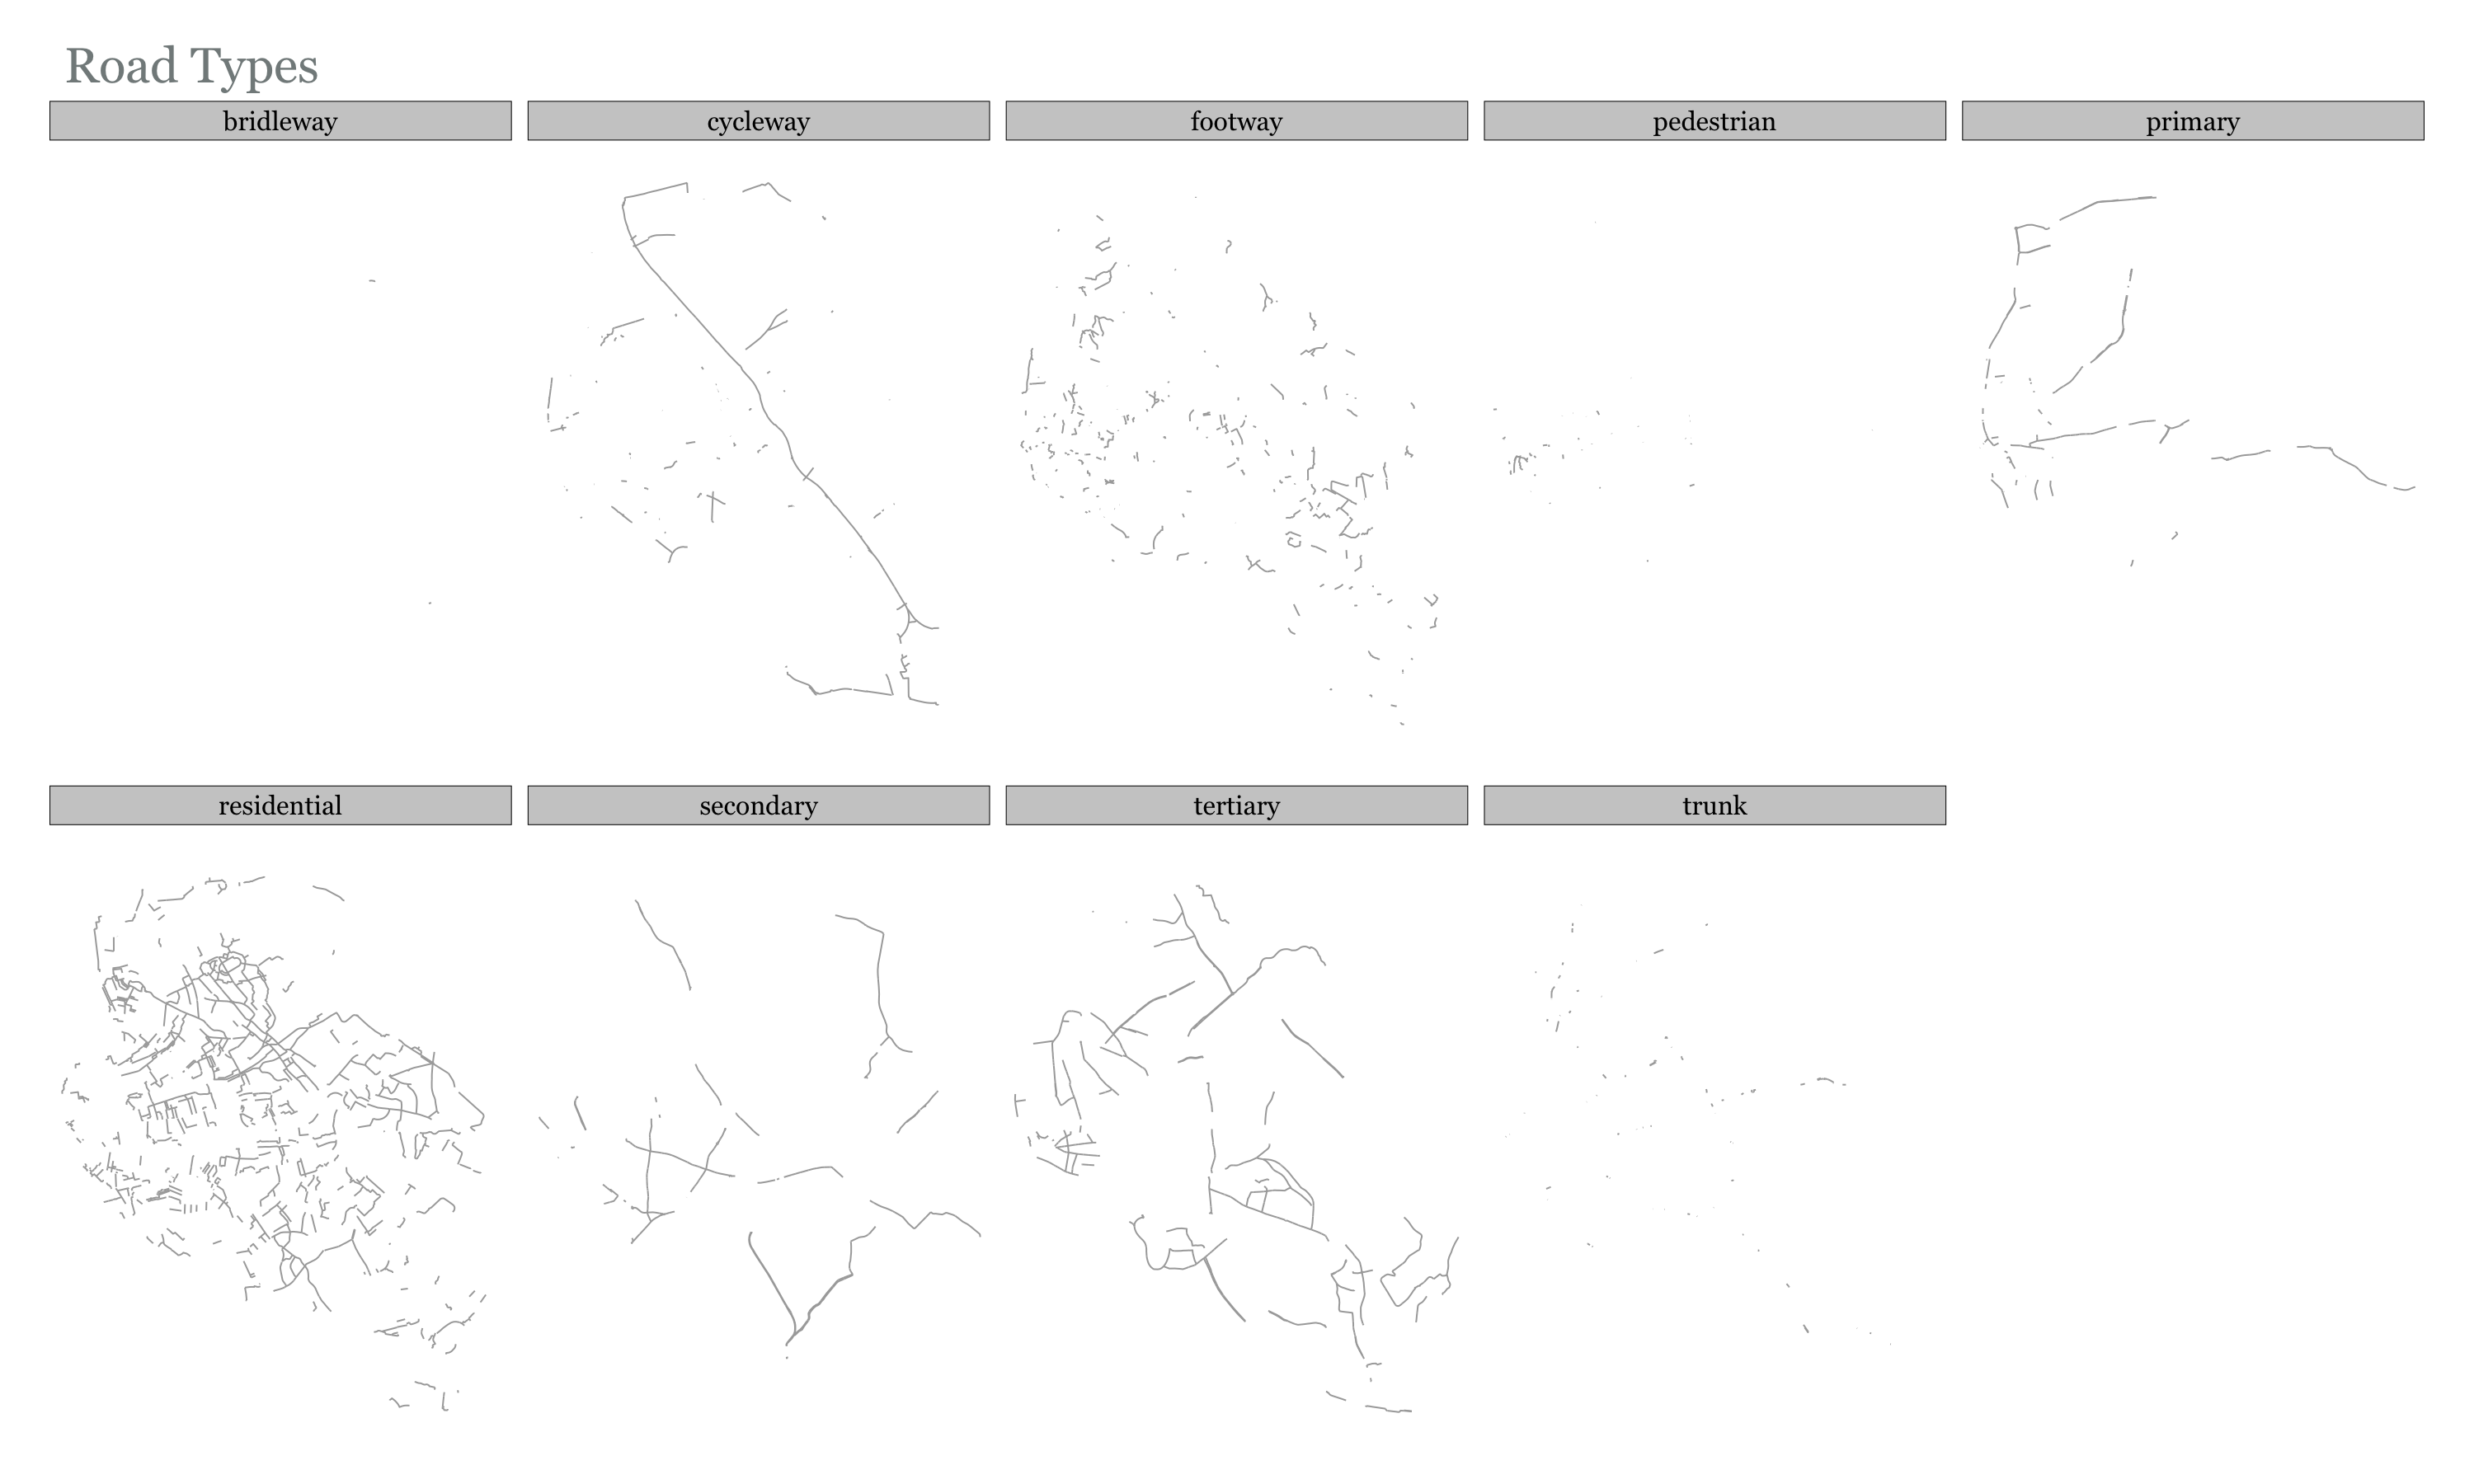 Road Types
bridleway
cycleway
footway
pedestrian
primary
residential
secondary
tertiary
trunk